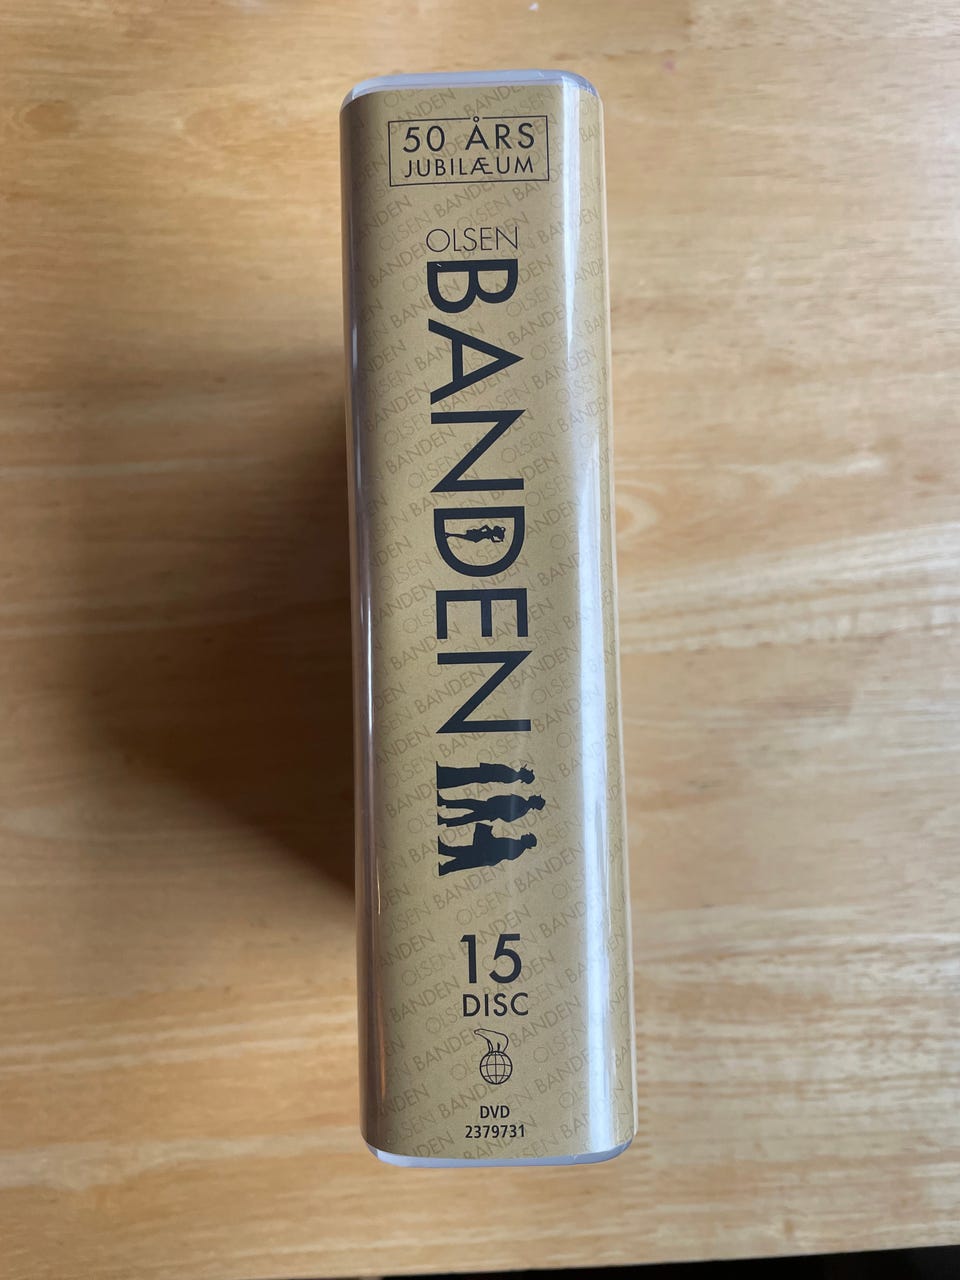 50 ÅRS
JUBILÆUM
OLSEN
BANDEN
15
DISC
DVD
2379731